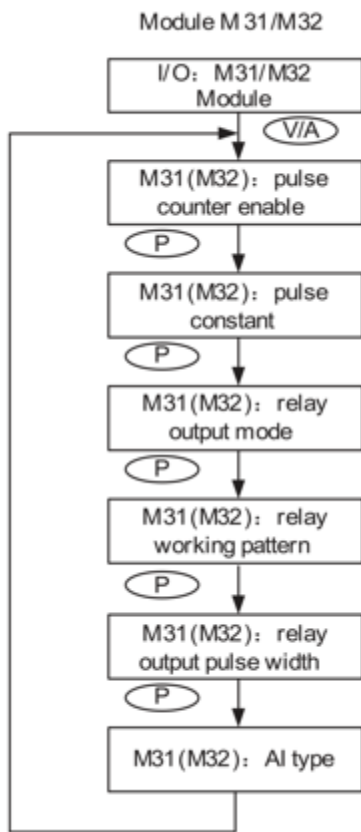 Module M 31/M32
I/O：M31/M32
Module
V/A
M31(M32)：pulse
counter enable
P
M31(M32)：pulse
constant
P
M31(M32)：relay
output mode
P
M31(M32)：relay
working pattern
P
M31(M32)：relay
output pulse width
P
M31(M32)：AI type